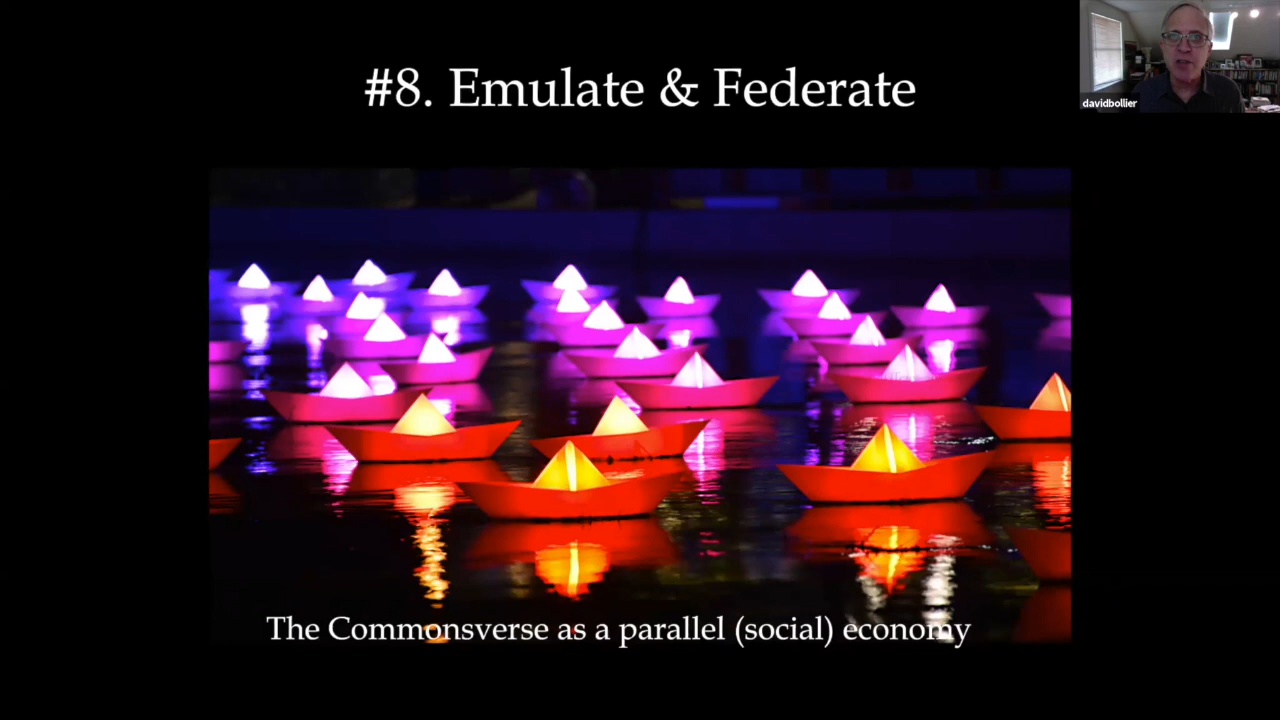 #8. Emulate & Federate
davidbollier
The Commonsverse as a parallel (social) economy